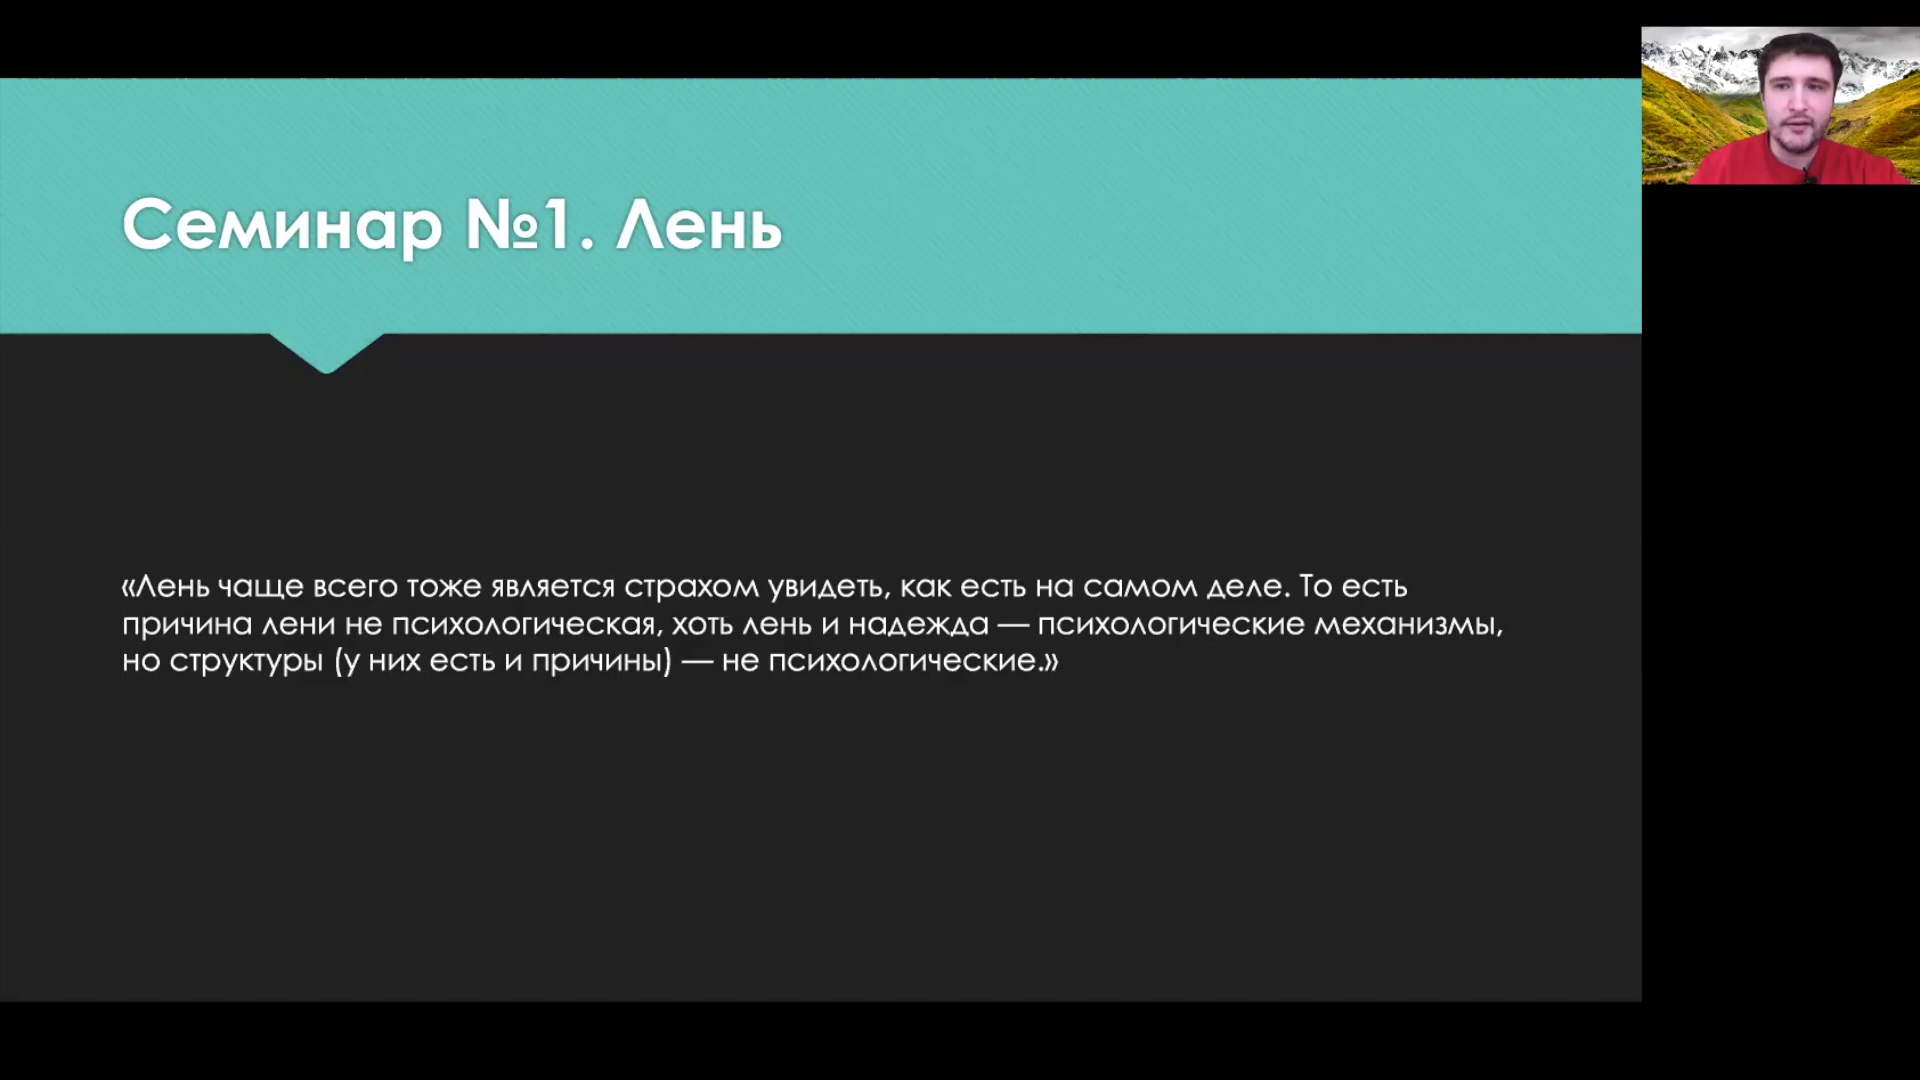 Семинар №1. Лень
«Лень чаще всего тоже является страхом увидеть, как есть на самом деле. То есть
причина лени не психологическая, хоть лень и надежда — психологические механизмы,
но структуры (у них есть и причины) — не психологические.»